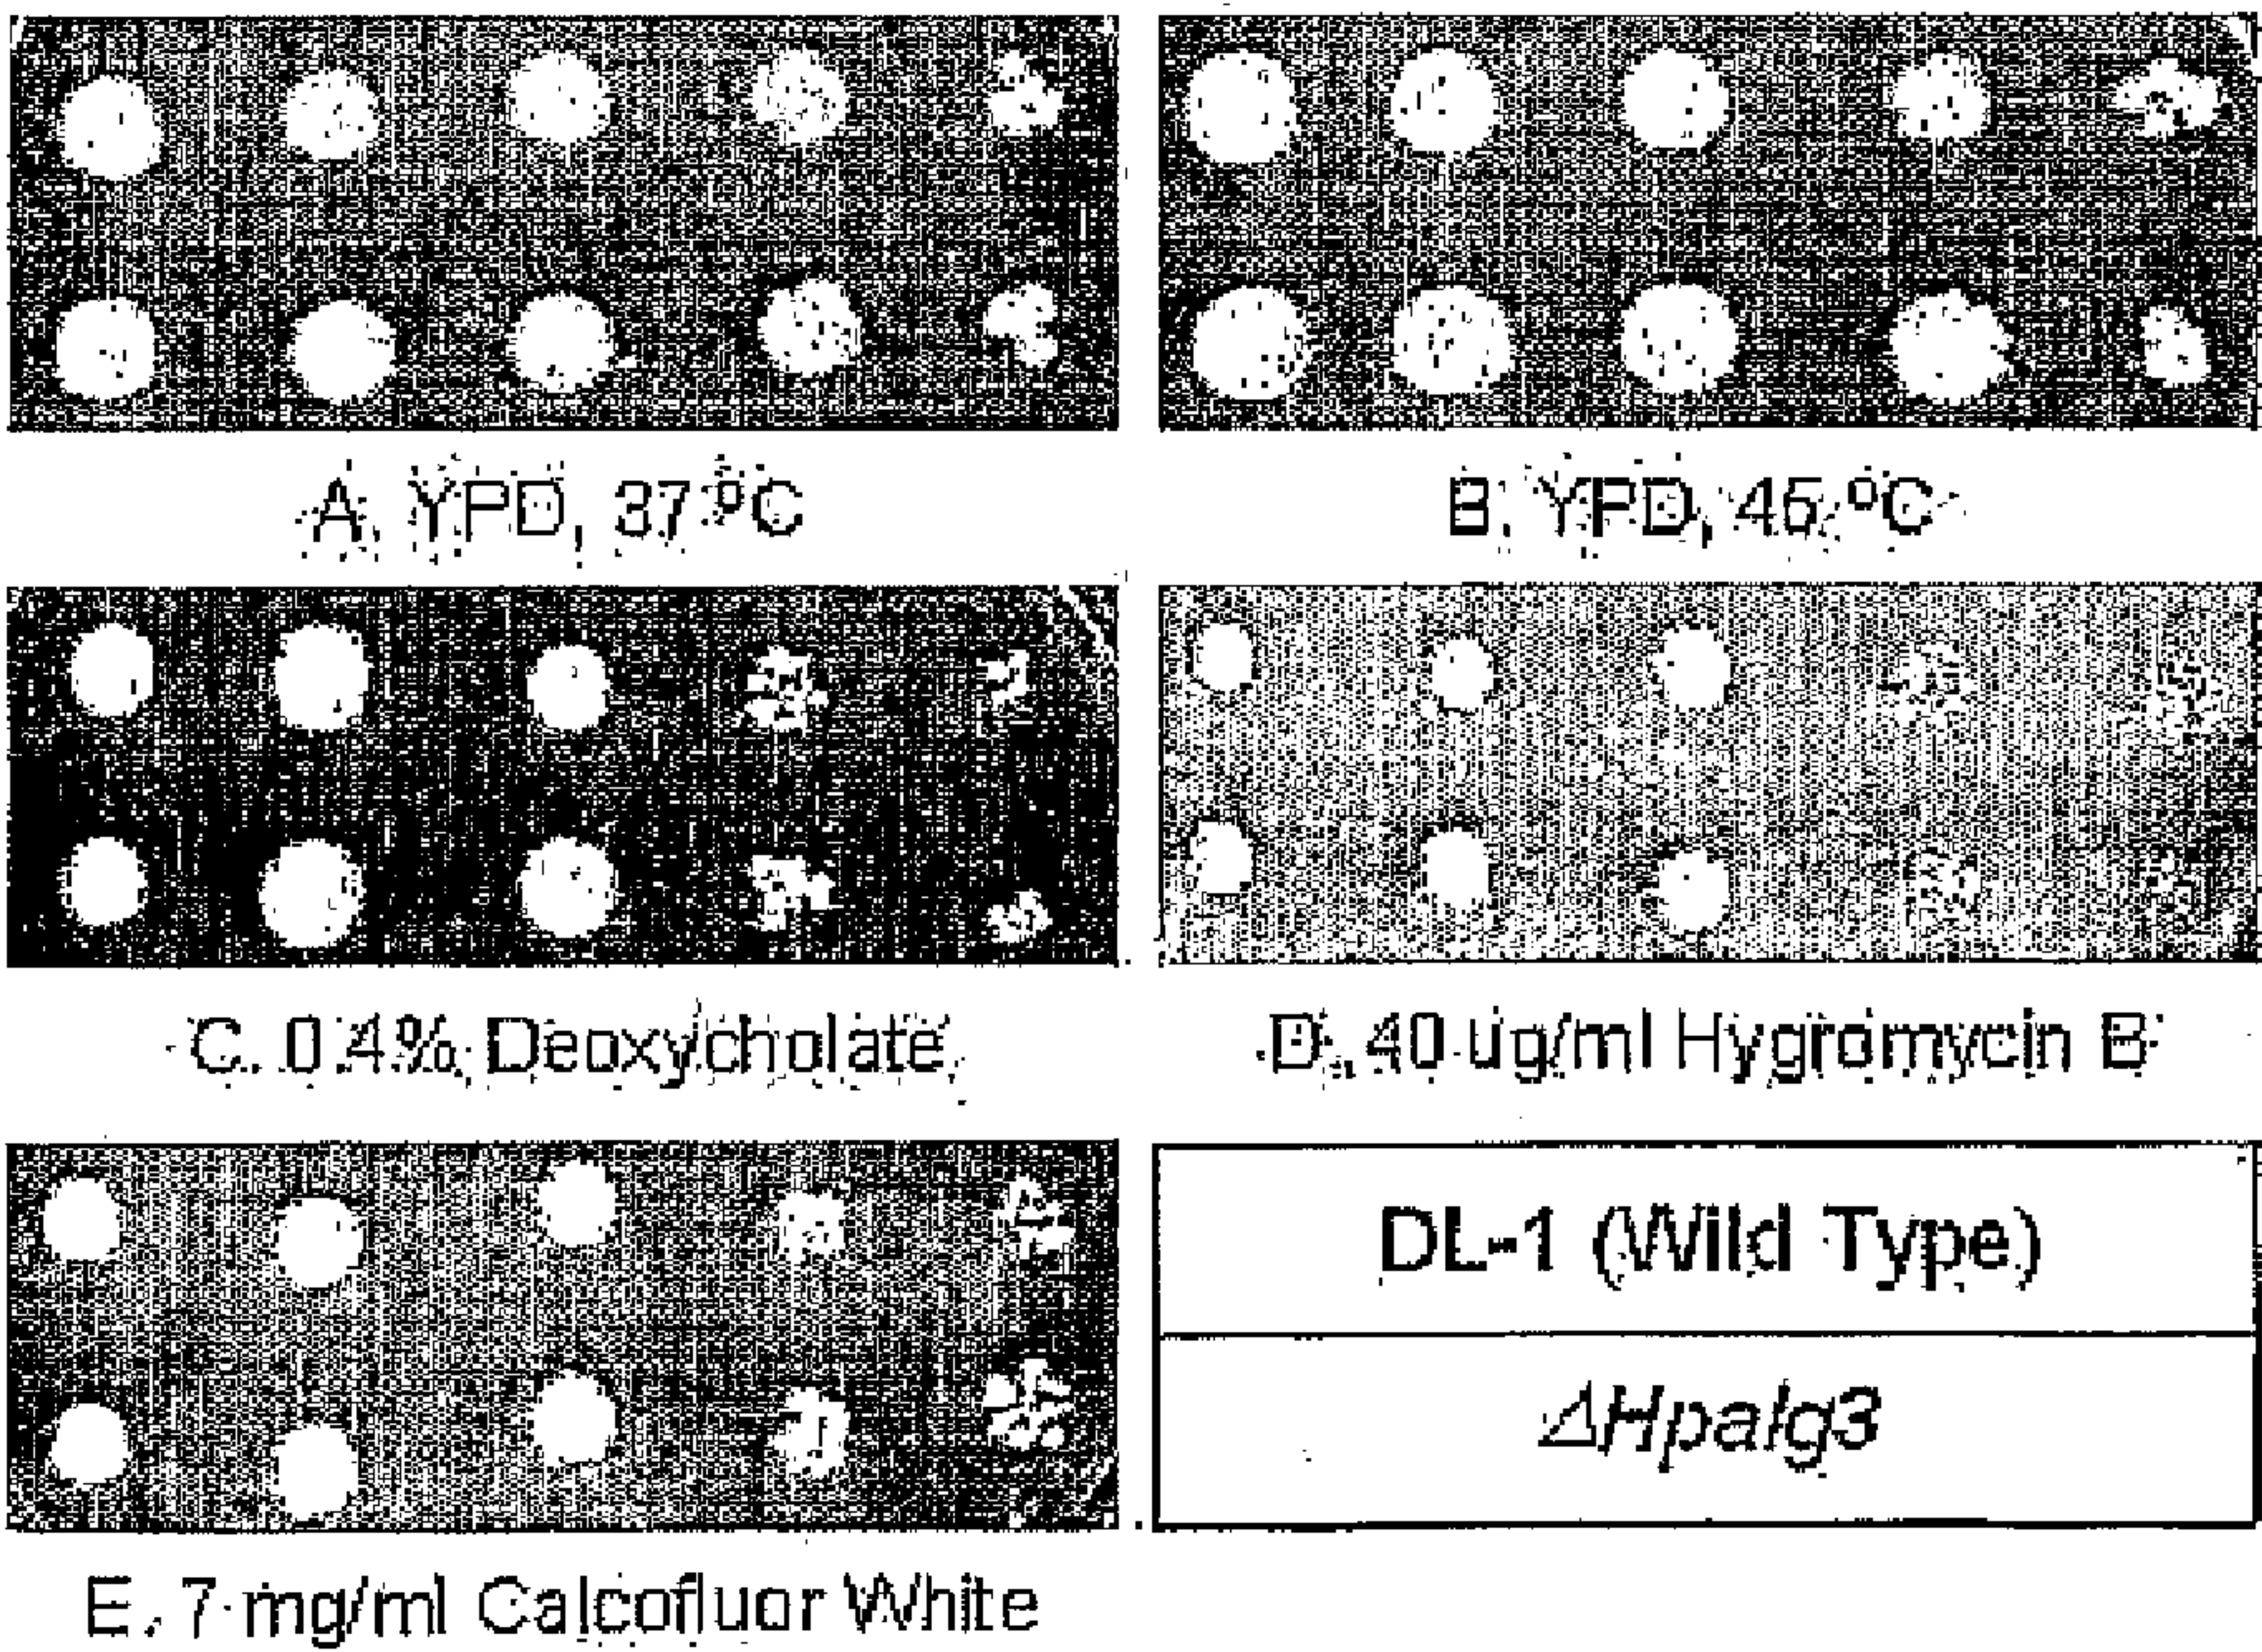 A. YPD, 37 ºC
B. YPD, 45 ºC
C. 0.4% Deoxycholate
D. 40 ug/ml Hygromycin B
DL-1 (Wild Type)
ΔHpalg3
E. 7 mg/ml Calcofluor White